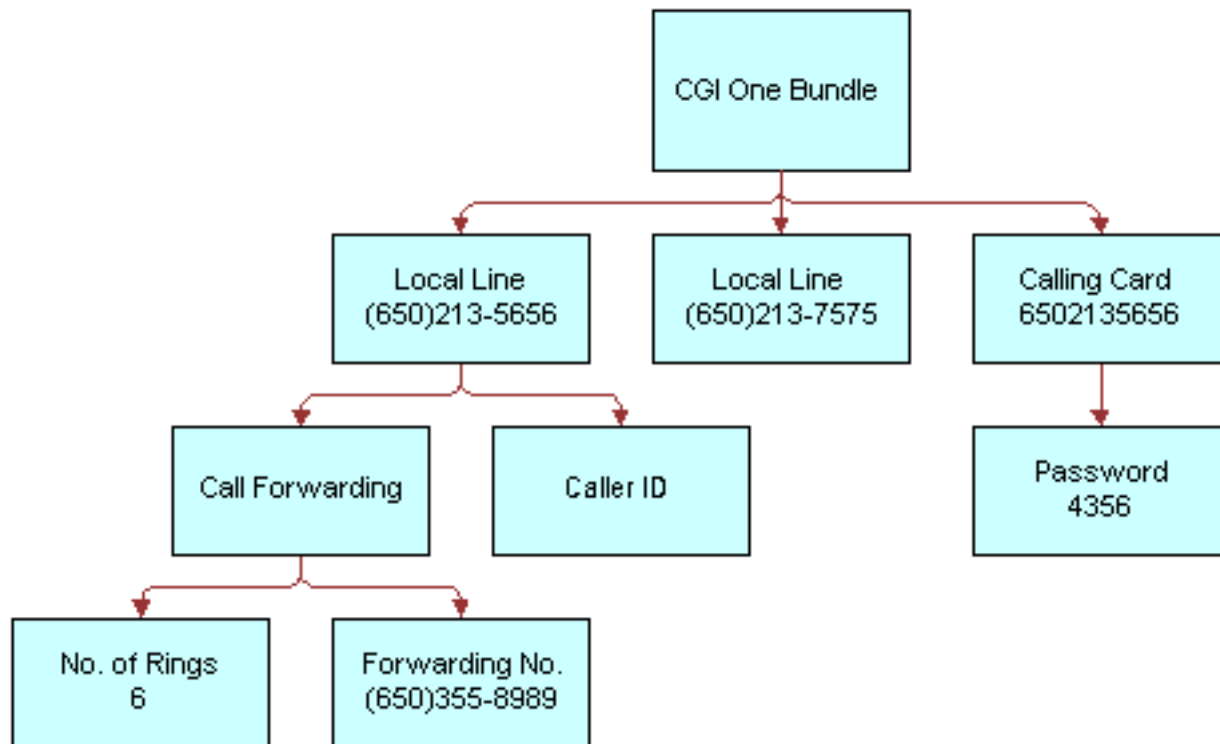 CGI One Bundle
Local Line
(650)213-5656
Local Line
(650)213-7575
Calling Card
6502135656
Call Forwarding
Caller ID
Password
4356
No. of Rings
6
Forwarding No.
(650)355-8989